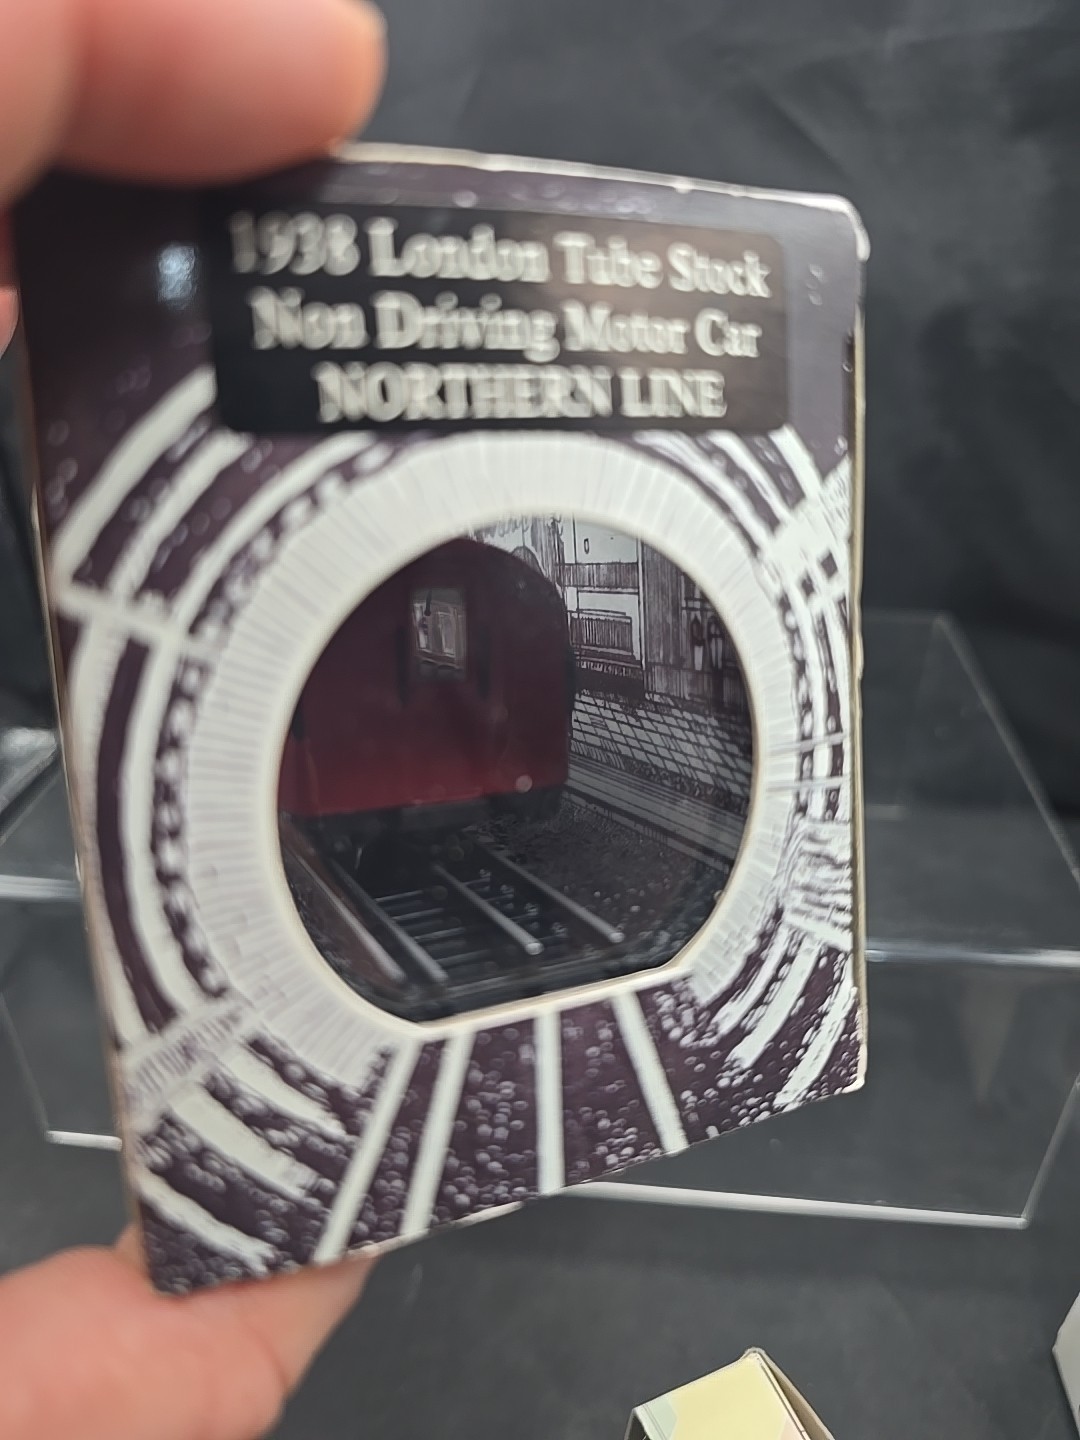 1938 London Tube Stock
Non Driving Motor Car
NORTHERN LINE